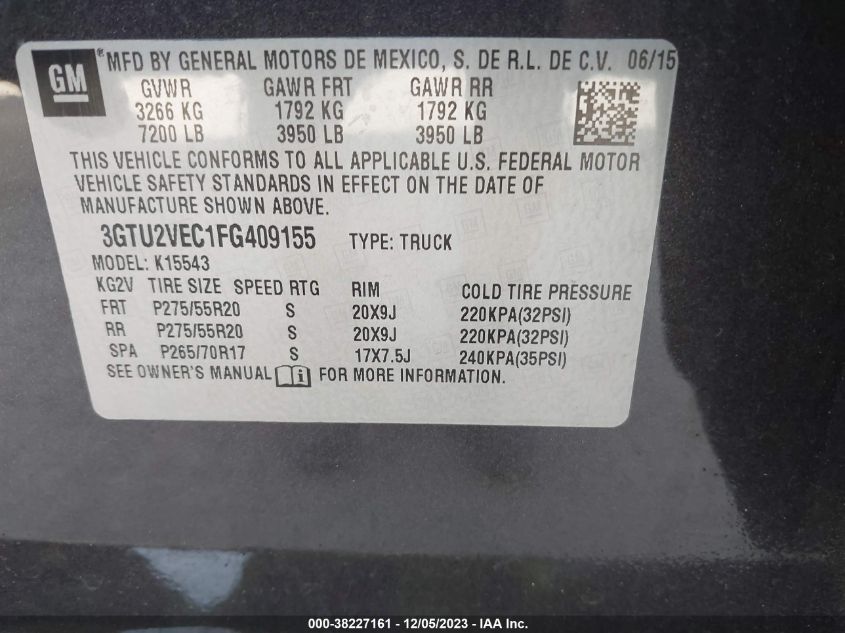 GM ® MFD BY GENERAL MOTORS DE MEXICO, S. DE R.L. DE C.V. 06/15
GVWR GAWR FRT GAWR RR
3266 KG 1792 KG 1792 KG
7200 LB 3950 LB 3950 LB
THIS VEHICLE CONFORMS TO ALL APPLICABLE U.S. FEDERAL MOTOR
VEHICLE SAFETY STANDARDS IN EFFECT ON THE DATE OF
MANUFACTURE SHOWN ABOVE.
3GTU2VEC1FG409155 TYPE: TRUCK
MODEL: K15543
KG2V TIRE SIZE SPEED RTG RIM COLD TIRE PRESSURE
FRT P275/55R20 S 20X9J 220KPA(32PSI)
RR P275/55R20 S 20X9J 220KPA(32PSI)
SPA P265/70R17 S 17X7.5J 240KPA(35PSI)
SEE OWNER'S MANUAL FOR MORE INFORMATION.
000-38227161 - 12/05/2023 - IAA Inc.